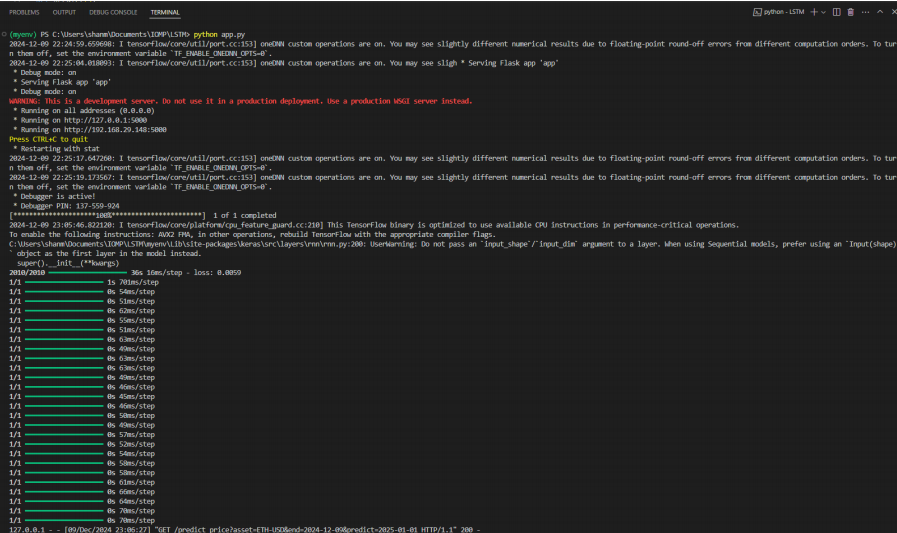 PROBLEMS OUTPUT DEBUG CONSOLE TERMINAL python - LSTM
(myenv) PS C:\Users\shanm\Documents\IOMP\LSTM> python app.py
2024-12-09 22:24:59.659698: I tensorflow/core/util/port.cc:153] oneDNN custom operations are on. You may see slightly different numerical results due to floating-point round-off errors from different computation orders. To tur
n them off, set the environment variable `TF_ENABLE_ONEDNN_OPTS=0`.
2024-12-09 22:25:04.018093: I tensorflow/core/util/port.cc:153] oneDNN custom operations are on. You may see sligh * Serving Flask app 'app'
* Debug mode: on
* Serving Flask app 'app'
* Debug mode: on
WARNING: This is a development server. Do not use it in a production deployment. Use a production WSGI server instead.
* Running on all addresses (0.0.0.0)
* Running on http://127.0.0.1:5000
* Running on http://192.168.29.148:5000
Press CTRL+C to quit
* Restarting with stat
2024-12-09 22:25:17.647260: I tensorflow/core/util/port.cc:153] oneDNN custom operations are on. You may see slightly different numerical results due to floating-point round-off errors from different computation orders. To tur
n them off, set the environment variable `TF_ENABLE_ONEDNN_OPTS=0`.
2024-12-09 22:25:19.173567: I tensorflow/core/util/port.cc:153] oneDNN custom operations are on. You may see slightly different numerical results due to floating-point round-off errors from different computation orders. To tur
n them off, set the environment variable `TF_ENABLE_ONEDNN_OPTS=0`.
* Debugger is active!
* Debugger PIN: 137-559-924
[*********************100%***********************] 1 of 1 completed
2024-12-09 23:05:46.822120: I tensorflow/core/platform/cpu_feature_guard.cc:210] This TensorFlow binary is optimized to use available CPU instructions in performance-critical operations.
To enable the following instructions: AVX2 FMA, in other operations, rebuild TensorFlow with the appropriate compiler flags.
C:\Users\shanm\Documents\IOMP\LSTM\myenv\Lib\site-packages\keras\src\layers\rnn\rnn.py:200: UserWarning: Do not pass an `input_shape`/`input_dim` argument to a layer. When using Sequential models, prefer using an `Input(shape)
` object as the first layer in the model instead.
super().__init__(**kwargs)
2010/2010 36s 16ms/step - loss: 0.0059
1/1 1s 701ms/step
1/1 0s 54ms/step
1/1 0s 51ms/step
1/1 0s 62ms/step
1/1 0s 55ms/step
1/1 0s 51ms/step
1/1 0s 63ms/step
1/1 0s 49ms/step
1/1 0s 63ms/step
1/1 0s 63ms/step
1/1 0s 49ms/step
1/1 0s 46ms/step
1/1 0s 45ms/step
1/1 0s 46ms/step
1/1 0s 50ms/step
1/1 0s 49ms/step
1/1 0s 57ms/step
1/1 0s 52ms/step
1/1 0s 54ms/step
1/1 0s 58ms/step
1/1 0s 58ms/step
1/1 0s 61ms/step
1/1 0s 66ms/step
1/1 0s 64ms/step
1/1 0s 70ms/step
1/1 0s 70ms/step
127.0.0.1 - - [09/Dec/2024 23:06:27] "GET /predict_price?asset=ETH-USD&end=2024-12-09&predict=2025-01-01 HTTP/1.1" 200 -